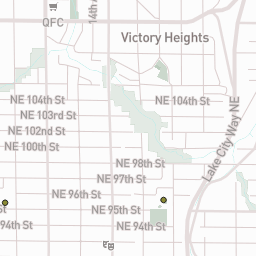 14th A
QFC
Victory Heights
NE 104th St
NE 104th St
NE 103rd St
NE 102nd St
NE 100th St
Lake City Way NE
NE 98th St
NE 97th St
NE 96th St
NE 95th St
St
94th St
NE 94th St